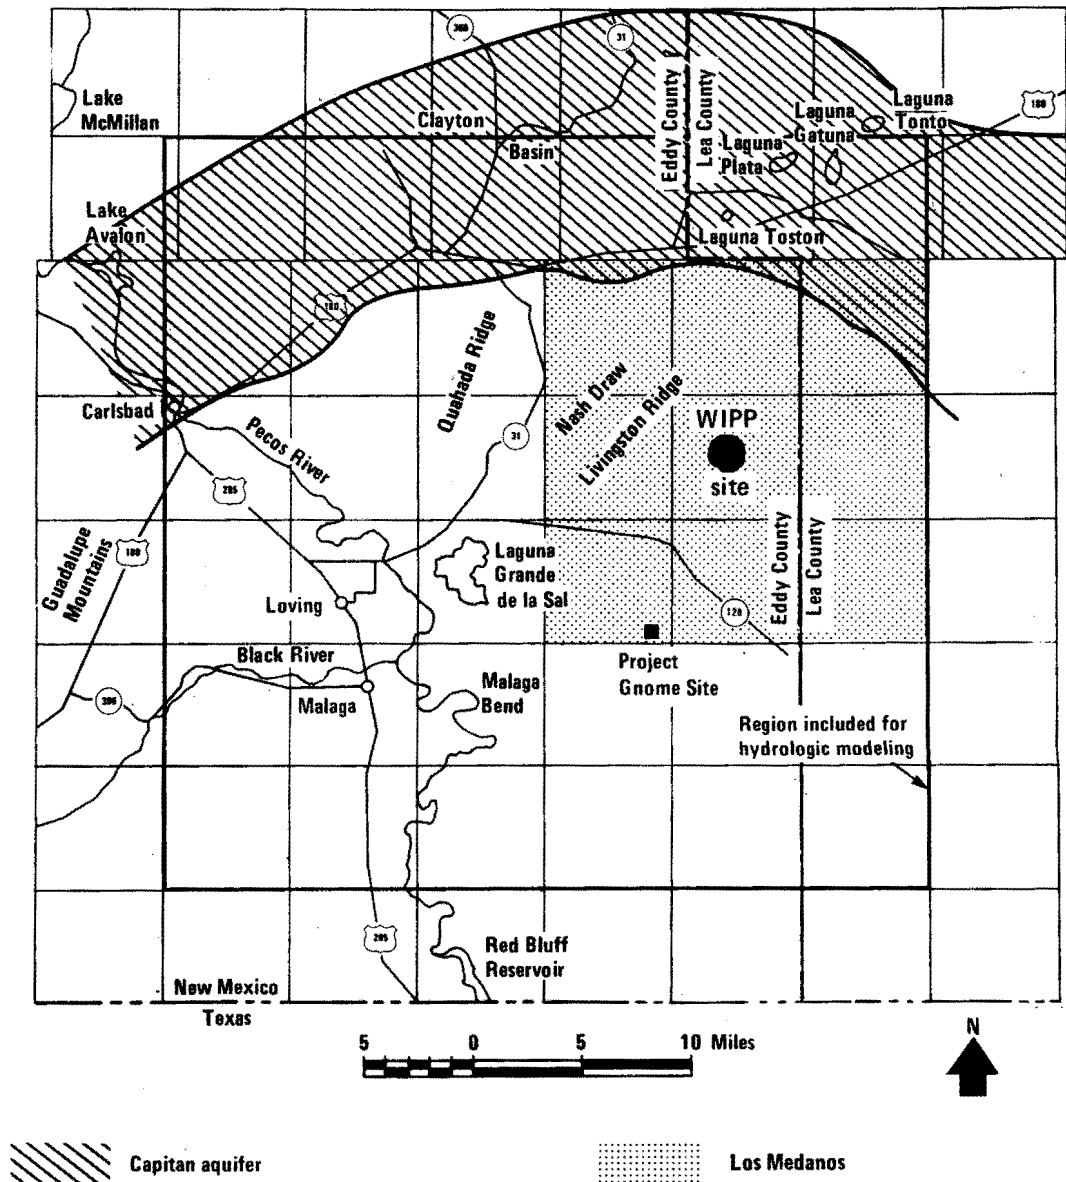 360
31
180
Lake
McMillan
Clayton
Basin
Eddy County
Lea County
Laguna
Gatuna
Laguna
Tonto
Laguna
Plata
Lake
Avalon
Laguna Toston
180
Quahada Ridge
Nash Draw
Livingston Ridge
WIPP
site
Carlsbad
Pecos River
31
285
180
Guadalupe
Mountains
Laguna
Grande
de la Sal
Eddy County
Lea County
128
Loving
Black River
Project
Gnome Site
396
Malaga
Malaga
Bend
Region included for
hydrologic modeling
285
Red Bluff
Reservoir
New Mexico
Texas
5 0 5 10 Miles
N
Capitan aquifer
Los Medanos